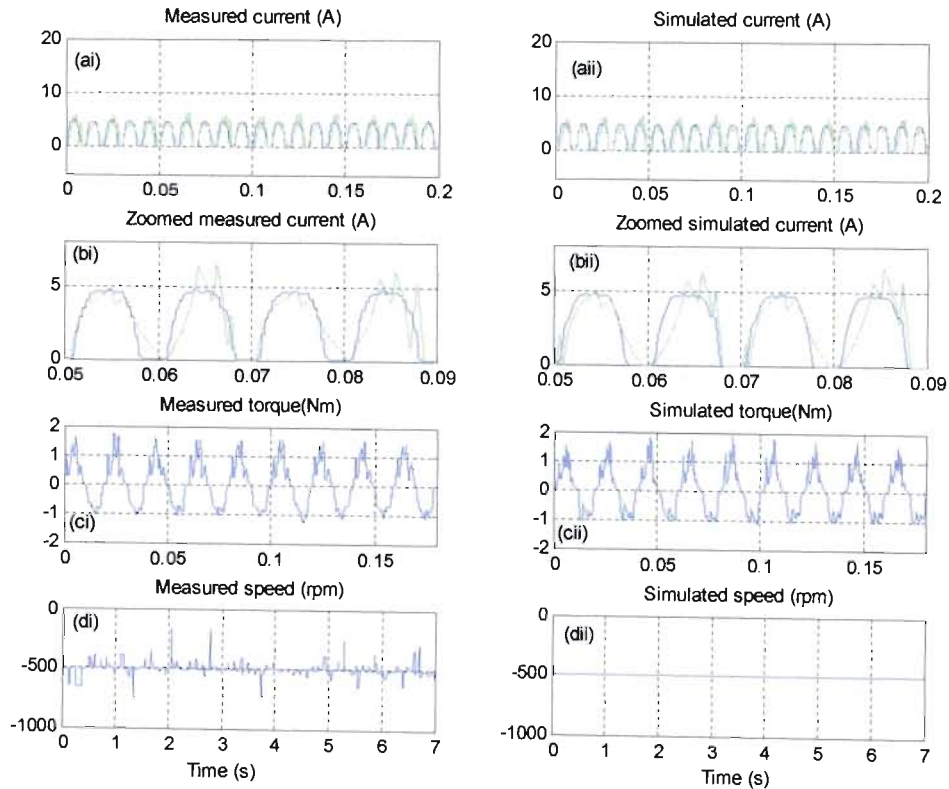 Measured current (A)
20
(ai)
10
0
0 0.05 0.1 0.15 0.2
Simulated current (A)
20
(aii)
10
0
0 0.05 0.1 0.15 0.2
Zoomed measured current (A)
(bi)
5
0
0.05 0.06 0.07 0.08 0.09
Zoomed simulated current (A)
(bii)
5
0
0.05 0.06 0.07 0.08 0.09
Measured torque(Nm)
2
1
0
-1
(ci)
-2
0 0.05 0.1 0.15
Simulated torque(Nm)
2
1
0
-1
(cii)
-2
0 0.05 0.1 0.15
Measured speed (rpm)
0
(di)
-500
-1000
0 1 2 3 4 5 6 7
Time (s)
Simulated speed (rpm)
0
(dii)
-500
-1000
0 1 2 3 4 5 6 7
Time (s)